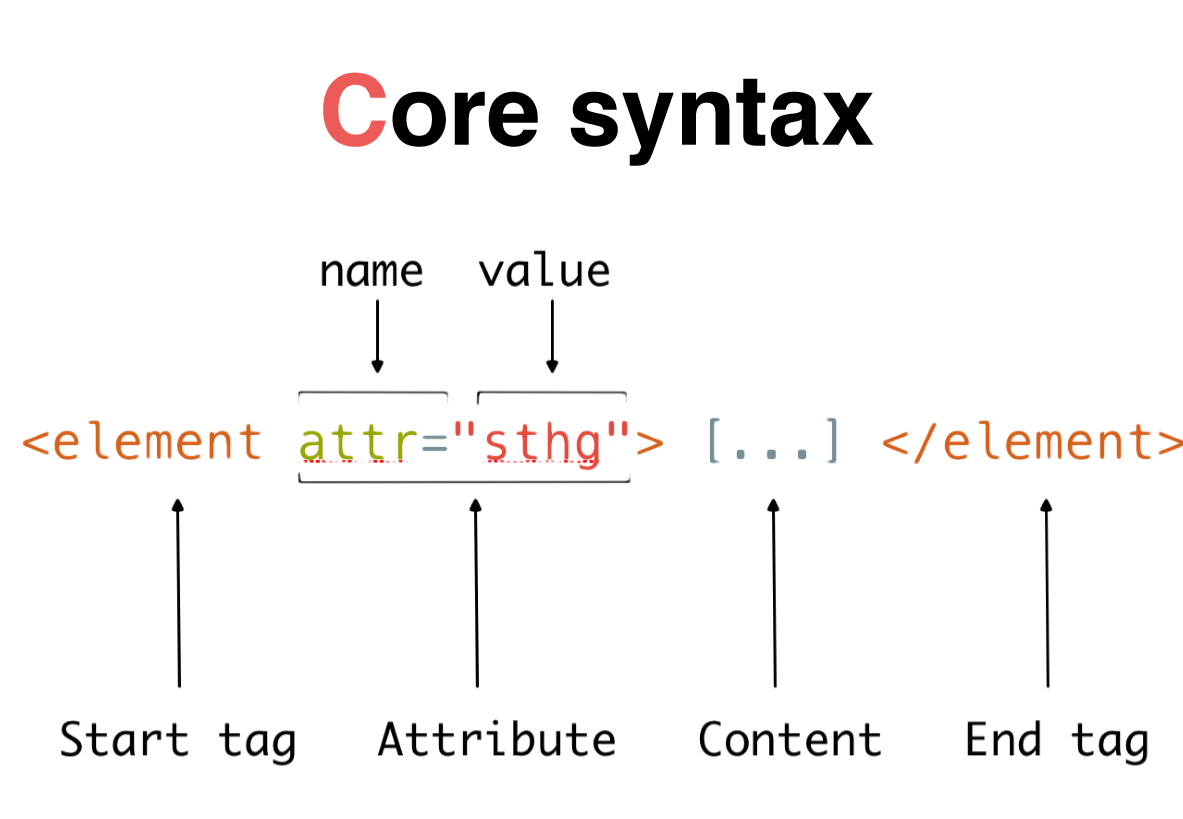 Core syntax
name value
<element attr="sthg"> [...] </element>
Start tag Attribute Content End tag